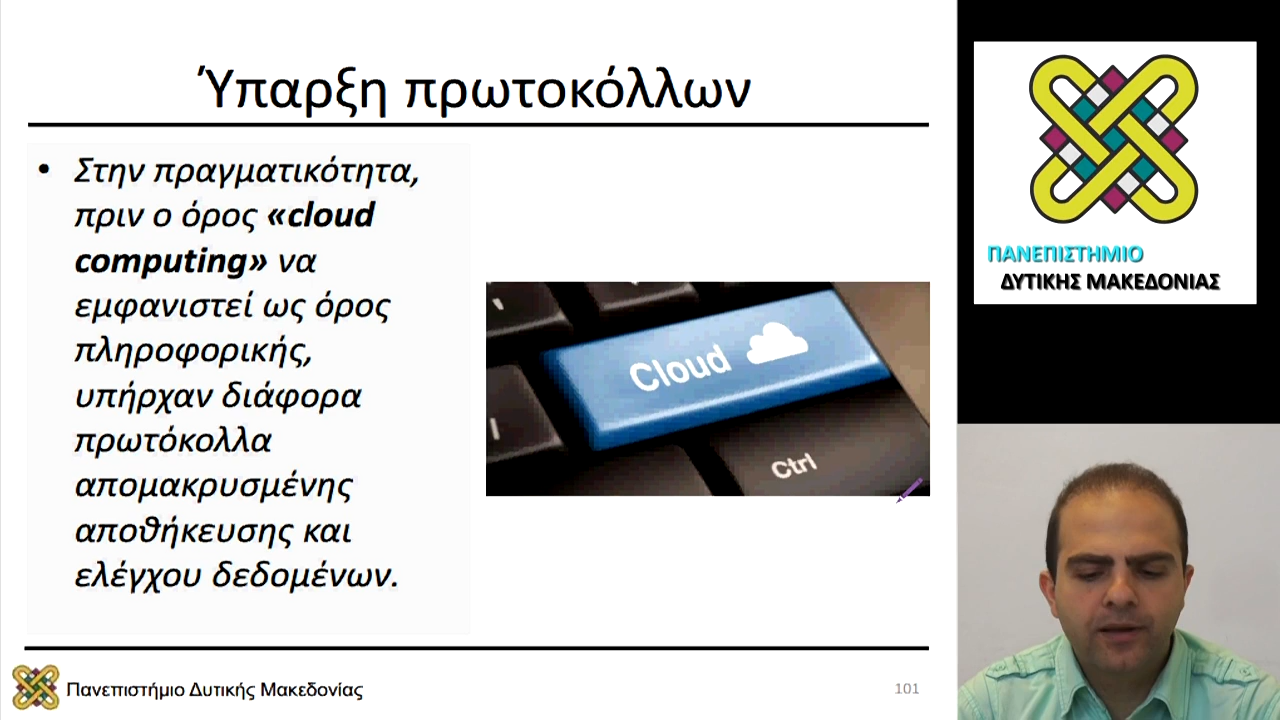 Ύπαρξη πρωτοκόλλων
• Στην πραγματικότητα,
πριν ο όρος «cloud
computing» να
εμφανιστεί ως όρος
πληροφορικής,
υπήρχαν διάφορα
πρωτόκολλα
απομακρυσμένης
αποθήκευσης και
ελέγχου δεδομένων.
Cloud
Ctrl
Πανεπιστήμιο Δυτικής Μακεδονίας
101
ΠΑΝΕΠΙΣΤΗΜΙΟ
ΔΥΤΙΚΗΣ ΜΑΚΕΔΟΝΙΑΣ